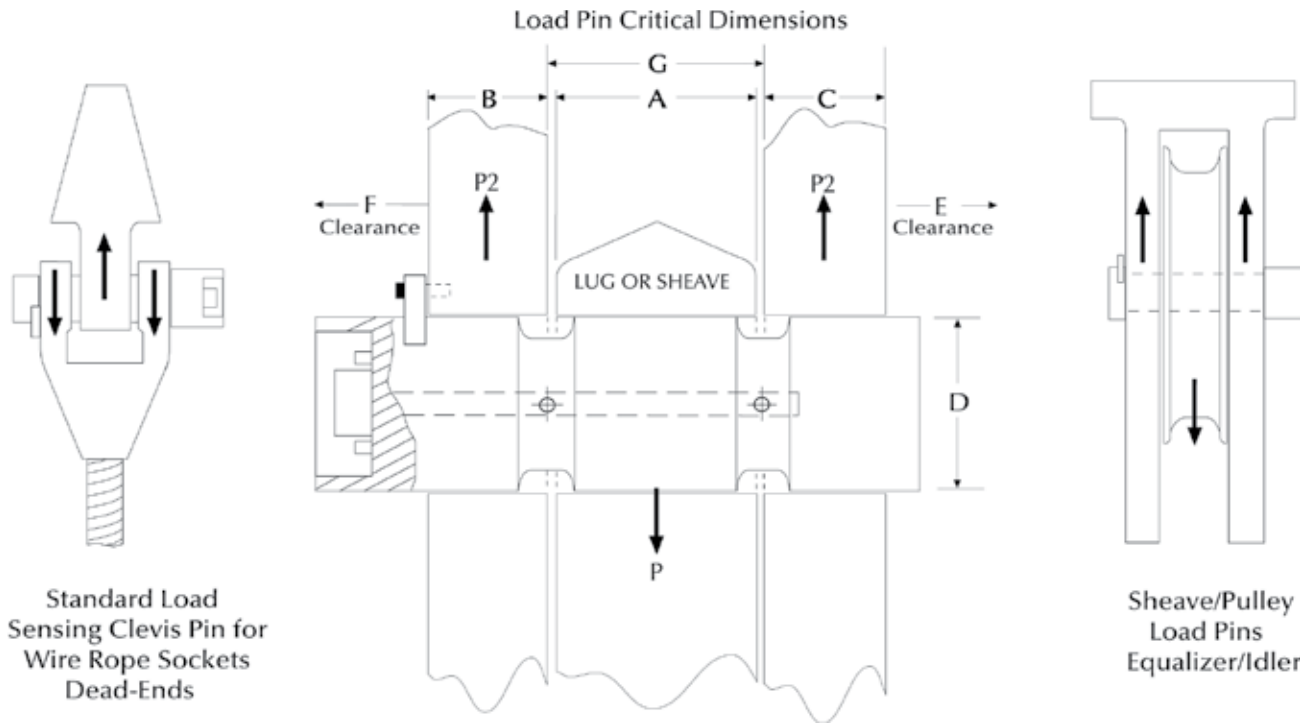 Load Pin Critical Dimensions
G
B
A
C
P2
P2
F
Clearance
E
Clearance
LUG OR SHEAVE
D
P
Standard Load
Sensing Clevis Pin for
Wire Rope Sockets
Dead-Ends
Sheave/Pulley
Load Pins
Equalizer/Idler